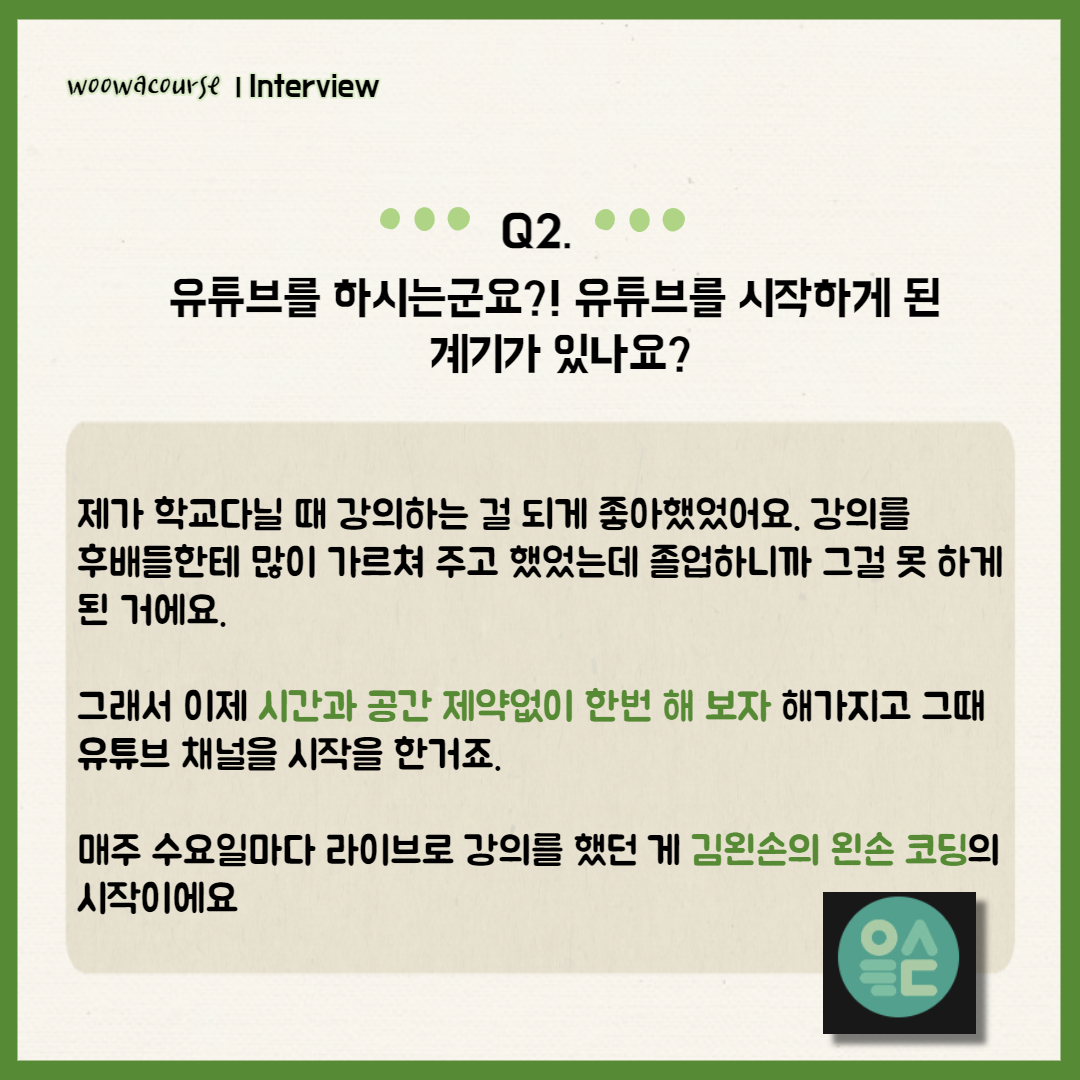 woowacourse | Interview
Q2.
유튜브를 하시는군요?! 유튜브를 시작하게 된
계기가 있나요?
제가 학교다닐 때 강의하는 걸 되게 좋아했었어요. 강의를
후배들한테 많이 가르쳐 주고 했었는데 졸업하니까 그걸 못 하게
된 거에요.
그래서 이제 시간과 공간 제약없이 한번 해 보자 해가지고 그때
유튜브 채널을 시작을 한거죠.
매주 수요일마다 라이브로 강의를 했던 게 김왼손의 왼손 코딩의
시작이에요